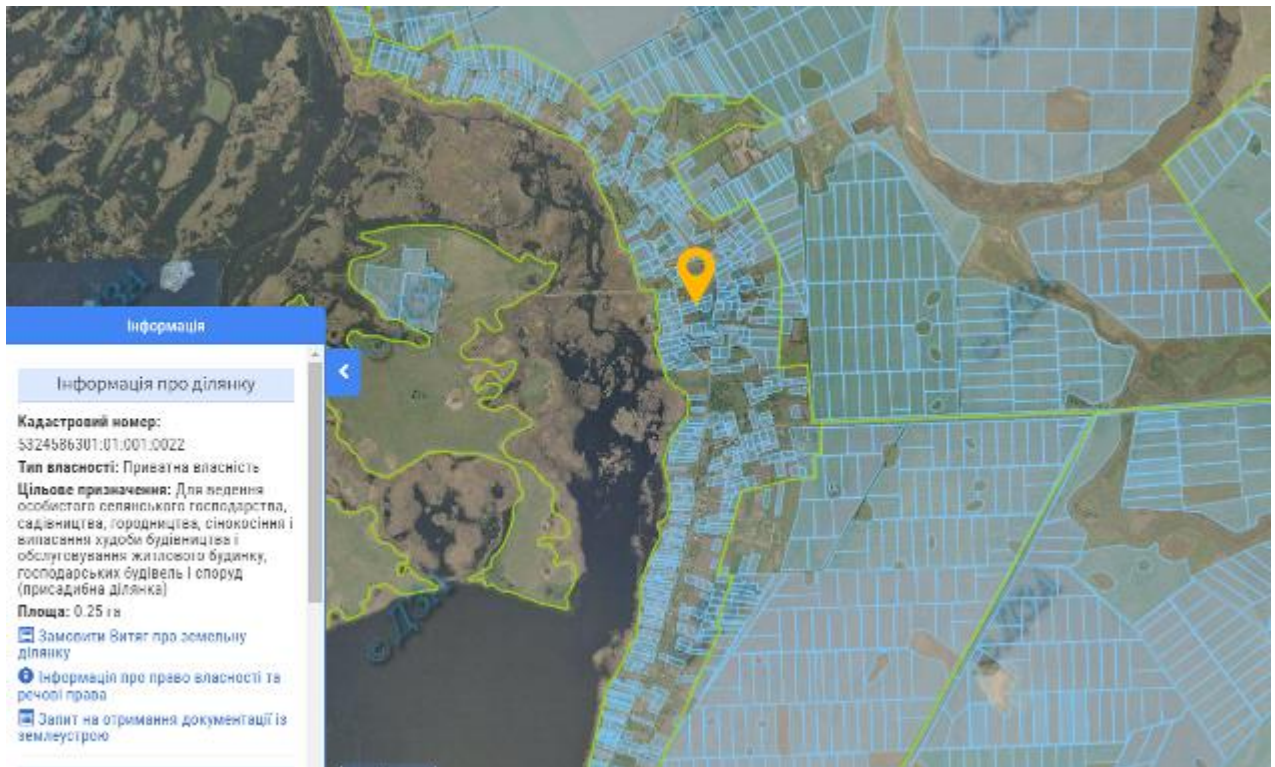 Інформація
Інформація про ділянку
Кадастровий номер:
5324586301:01:001:0022
Тип власності: Приватна власність
Цільове призначення: Для ведення
особистого селянського господарства,
садівництва, городництва, сінокосіння і
випасання худоби будівництва і
обслуговування житлового будинку,
господарських будівель і споруд
(присадибна ділянка)
Площа: 0.25 га
Замовити Витяг про земельну
ділянку
Інформація про право власності та
речові права
Запит на отримання документації із
землеустрою